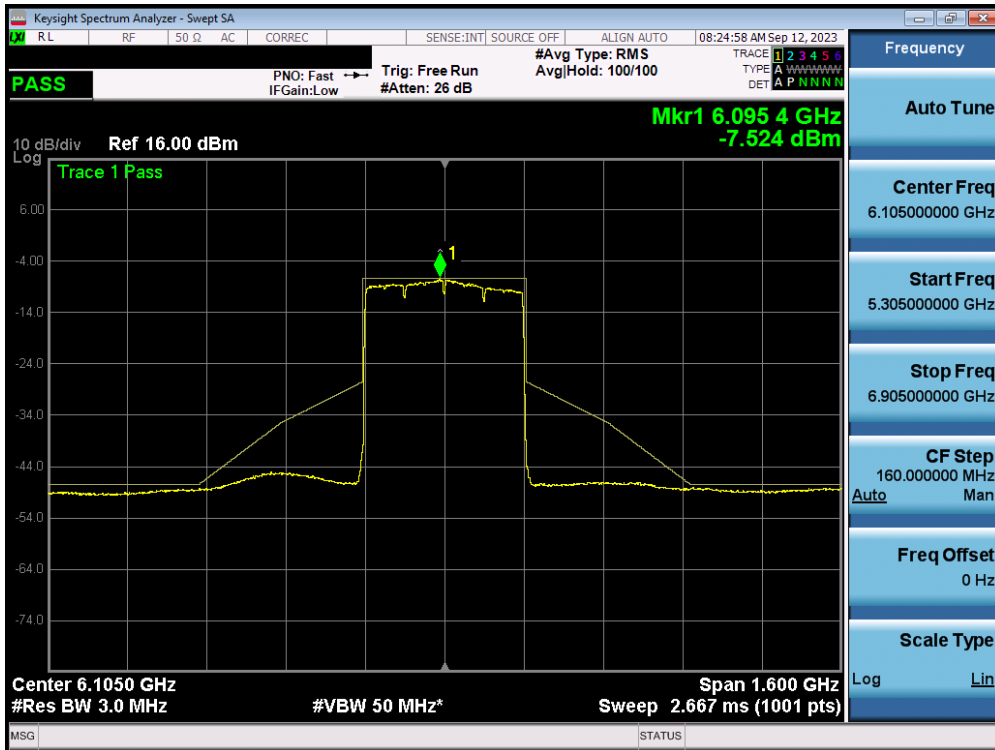 Keysight Spectrum Analyzer - Swept SA
LXI RL RF 50 Ω AC CORREC SENSE:INT SOURCE OFF ALIGN AUTO 08:24:58 AM Sep 12, 2023
PASS
PNO: Fast
IFGain:Low
Trig: Free Run
#Atten: 26 dB
#Avg Type: RMS
Avg|Hold: 100/100
TRACE 1 2 3 4 5 6
TYPE A WWWWW
DET A P N N N N
Mkr1 6.095 4 GHz
-7.524 dBm
10 dB/div Ref 16.00 dBm
Log
Trace 1 Pass
1
6.00
-4.00
-14.0
-24.0
-34.0
-44.0
-54.0
-64.0
-74.0
Center 6.1050 GHz Span 1.600 GHz
#Res BW 3.0 MHz #VBW 50 MHz* Sweep 2.667 ms (1001 pts)
MSG STATUS
Frequency
Auto Tune
Center Freq
6.105000000 GHz
Start Freq
5.305000000 GHz
Stop Freq
6.905000000 GHz
CF Step
160.000000 MHz
Auto Man
Freq Offset
0 Hz
Scale Type
Log Lin